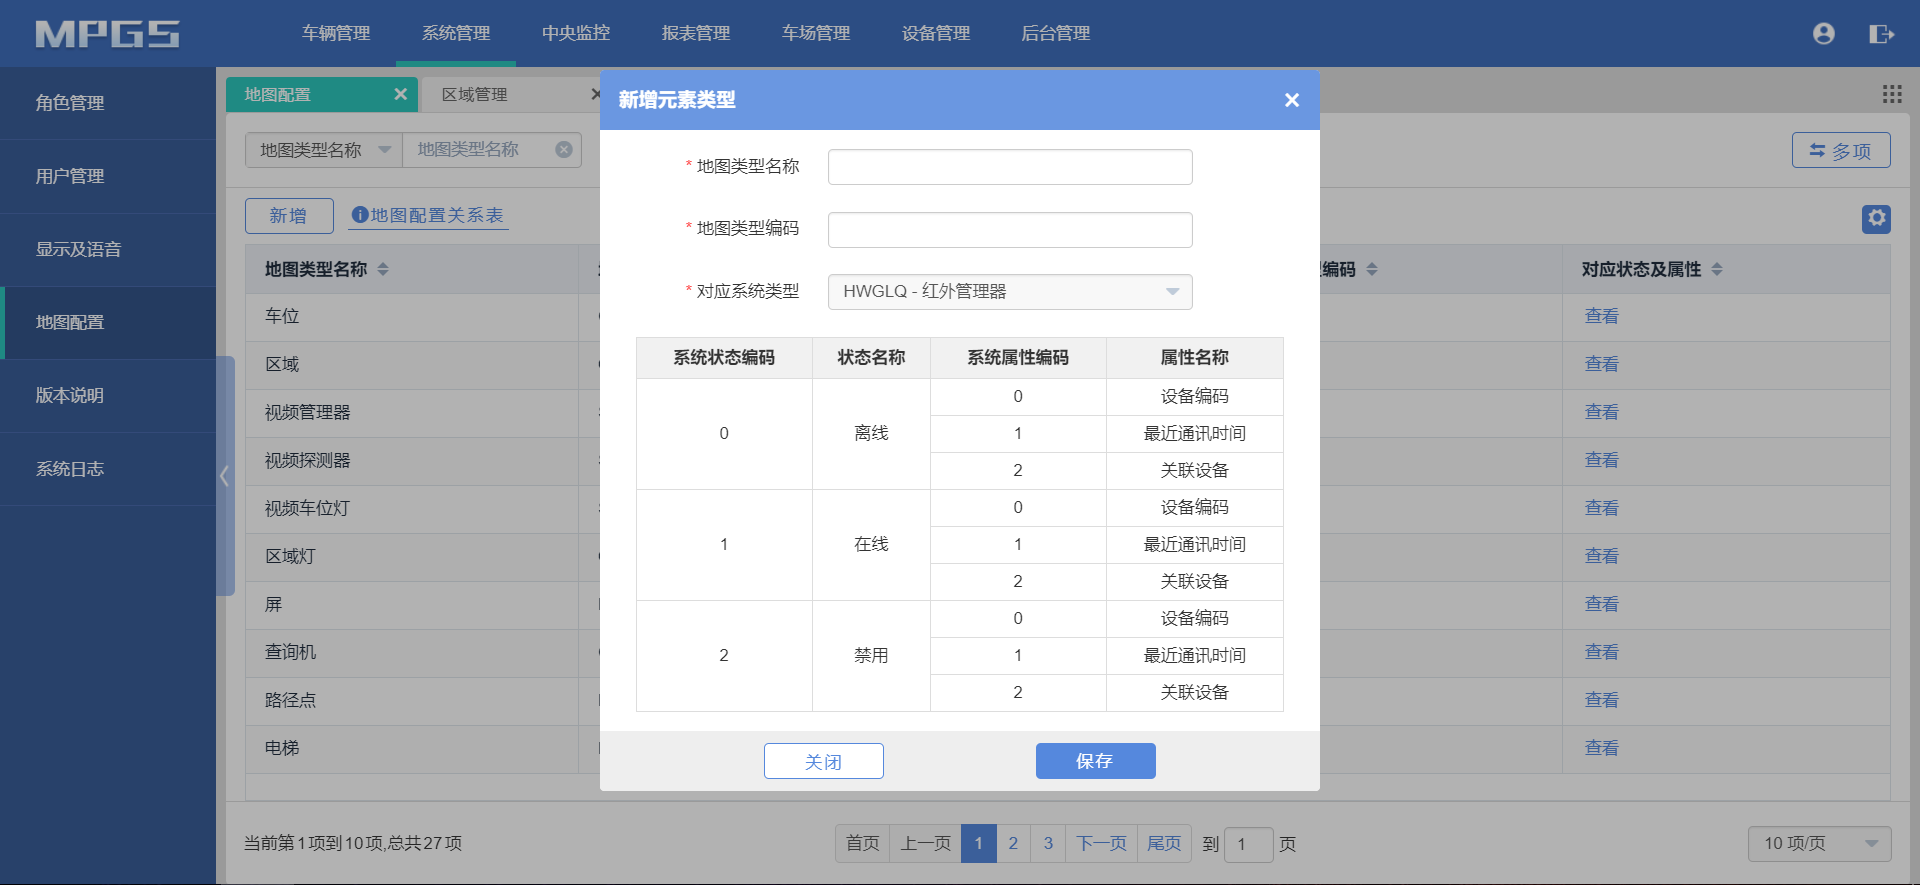 MPGS
车辆管理 系统管理 中央监控 报表管理 车场管理 设备管理 后台管理
角色管理
用户管理
显示及语音
地图配置
版本说明
系统日志
地图配置 区域管理
地图类型名称 地图类型名称
多项
新增 地图配置关系表
地图类型名称 编码 对应状态及属性
车位 查看
区域 查看
视频管理器 查看
视频探测器 查看
视频车位灯 查看
区域灯 查看
屏 查看
查询机 查看
路径点 查看
电梯 查看
新增元素类型
* 地图类型名称
* 地图类型编码
* 对应系统类型 HWGLQ - 红外管理器
系统状态编码 状态名称 系统属性编码 属性名称
0 离线 0 设备编码
1 最近通讯时间
2 关联设备
1 在线 0 设备编码
1 最近通讯时间
2 关联设备
2 禁用 0 设备编码
1 最近通讯时间
2 关联设备
关闭 保存
当前第1项到10项,总共27项 首页 上一页 1 2 3 下一页 尾页 到 1 页 10 项/页